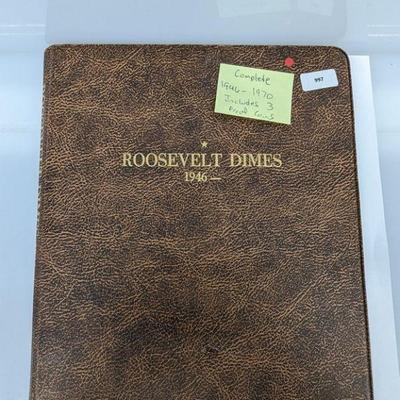 Complete
1946 - 1970
Includes 3
Proof Coins
997
ROOSEVELT DIMES
1946 —